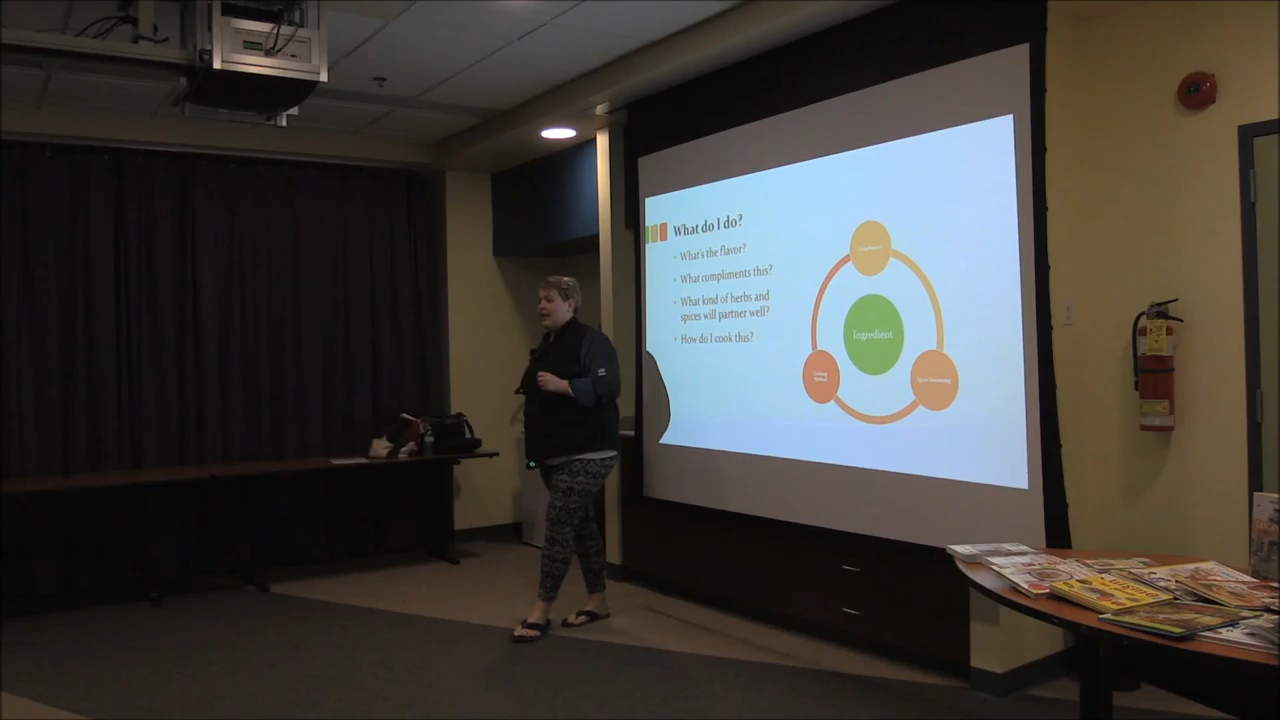 What do I do?
What's the flavor?
What compliments this?
What kind of herbs and
spices will partner well?
How do I cook this?
Ingredient